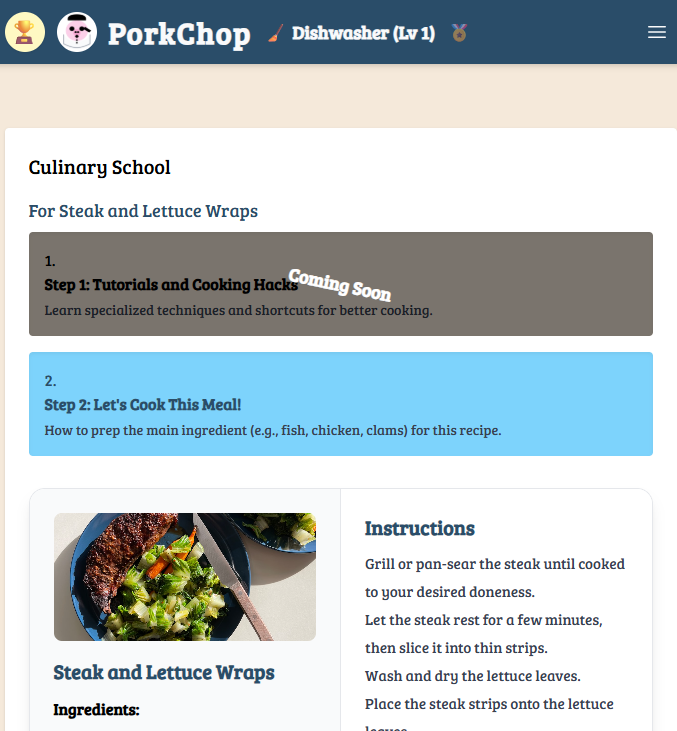 PorkChop
Dishwasher (Lv 1)
Culinary School
For Steak and Lettuce Wraps
1.
Step 1: Tutorials and Cooking Hacks
Coming Soon
Learn specialized techniques and shortcuts for better cooking.
2.
Step 2: Let's Cook This Meal!
How to prep the main ingredient (e.g., fish, chicken, clams) for this recipe.
Steak and Lettuce Wraps
Ingredients:
Instructions
Grill or pan-sear the steak until cooked
to your desired doneness.
Let the steak rest for a few minutes,
then slice it into thin strips.
Wash and dry the lettuce leaves.
Place the steak strips onto the lettuce
leaves.